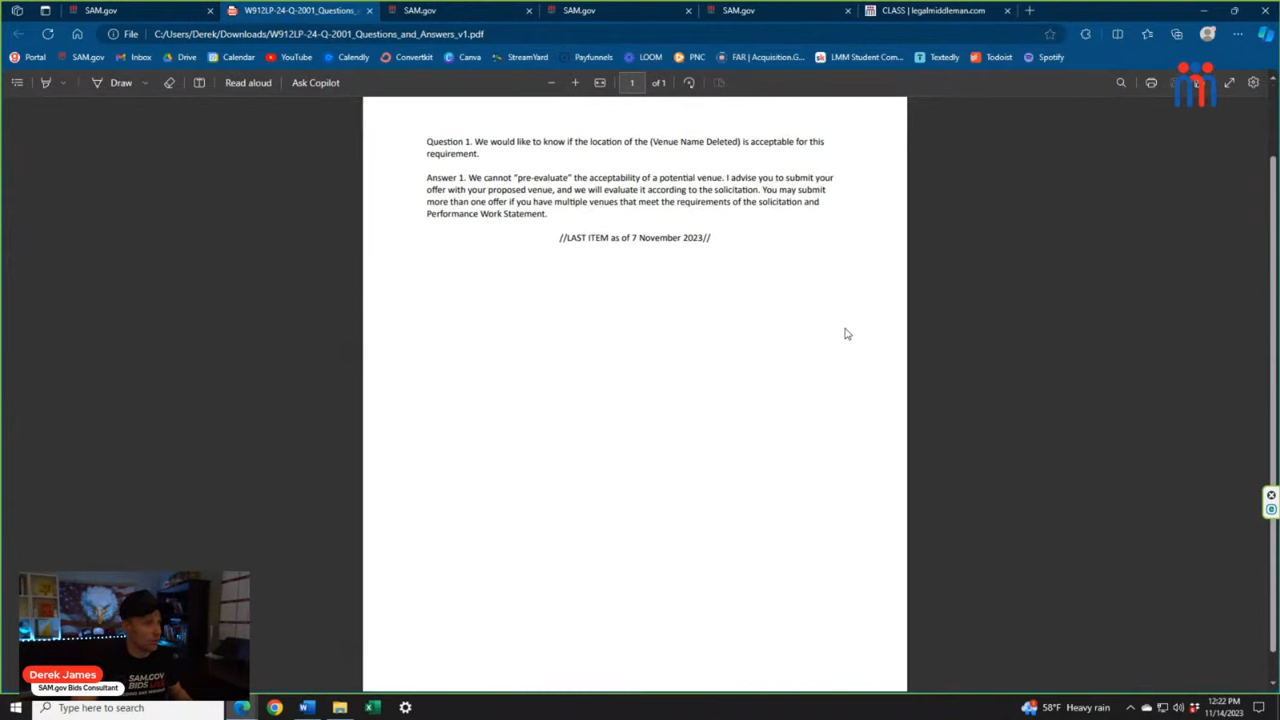 SAM.gov
W912LP-24-Q-2001_Questions_
SAM.gov
SAM.gov
SAM.gov
CLASS | legalmiddleman.com
File
C:/Users/Derek/Downloads/W912LP-24-Q-2001_Questions_and_Answers_v1.pdf
Portal
SAM.gov
Inbox
Drive
Calendar
YouTube
Calendly
Convertkit
Canva
StreamYard
Payfunnels
LOOM
PNC
FAR | Acquisition.G...
LMM Student Com...
Textedly
Todoist
Spotify
Draw
Read aloud
Ask Copilot
1
of 1
Question 1. We would like to know if the location of the (Venue Name Deleted) is acceptable for this
requirement.
Answer 1. We cannot "pre-evaluate" the acceptability of a potential venue. I advise you to submit your
offer with your proposed venue, and we will evaluate it according to the solicitation. You may submit
more than one offer if you have multiple venues that meet the requirements of the solicitation and
Performance Work Statement.
//LAST ITEM as of 7 November 2023//
SAM.GOV
BIDS
Derek James
SAM.gov Bids Consultant
Type here to search
58°F Heavy rain
12:22 PM
11/14/2023